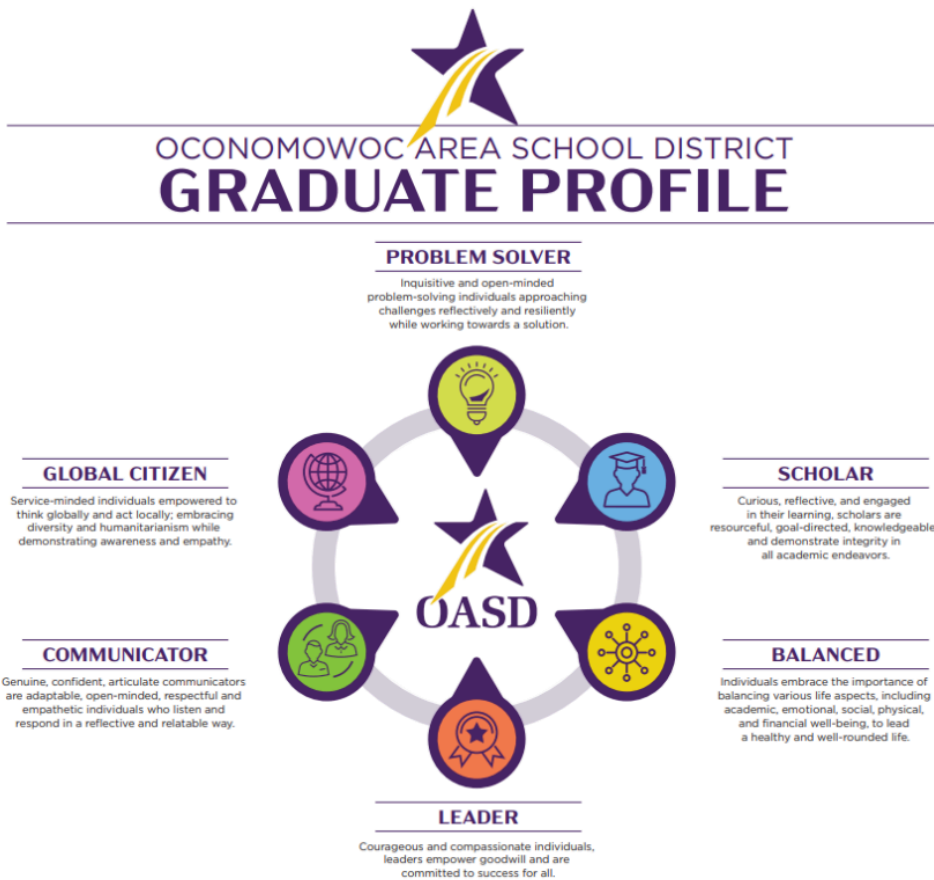 OCONOMOWOC AREA SCHOOL DISTRICT
GRADUATE PROFILE
PROBLEM SOLVER
Inquisitive and open-minded
problem-solving individuals approaching
challenges reflectively and resiliently
while working towards a solution.
GLOBAL CITIZEN
Service-minded individuals empowered to
think globally and act locally; embracing
diversity and humanitarianism while
demonstrating awareness and empathy.
SCHOLAR
Curious, reflective, and engaged
in their learning, scholars are
resourceful, goal-directed, knowledgeable
and demonstrate integrity in
all academic endeavors.
OASD
COMMUNICATOR
Genuine, confident, articulate communicators
are adaptable, open-minded, respectful and
empathetic individuals who listen and
respond in a reflective and relatable way.
BALANCED
Individuals embrace the importance of
balancing various life aspects, including
academic, emotional, social, physical,
and financial well-being, to lead
a healthy and well-rounded life.
LEADER
Courageous and compassionate individuals,
leaders empower goodwill and are
committed to success for all.